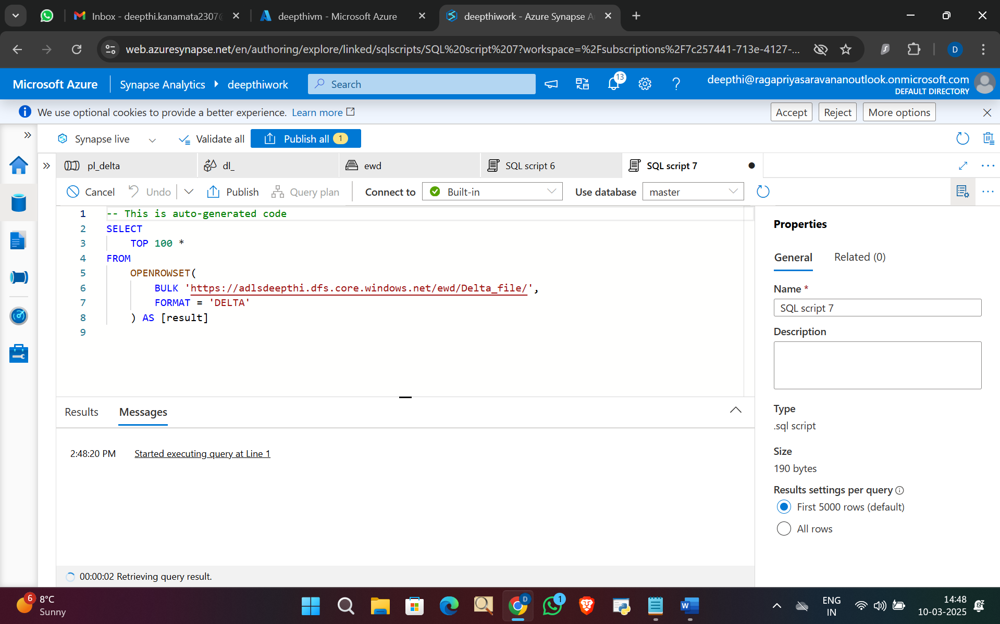 Inbox - deepthi.kanamata2307@
deepthivm - Microsoft Azure
deepthiwork - Azure Synapse A
web.azuresynapse.net/en/authoring/explore/linked/sqlscripts/SQL%20script%207?workspace=%2Fsubscriptions%2F7c257441-713e-4127-...
D
Microsoft Azure
Synapse Analytics
deepthiwork
Search
13
deepthi@ragapriyasaravananoutlook.onmicrosoft.com
DEFAULT DIRECTORY
We use optional cookies to provide a better experience. Learn more
Accept
Reject
More options
Synapse live
Validate all
Publish all 1
pl_delta
dl_
ewd
SQL script 6
SQL script 7
Cancel
Undo
Publish
Query plan
Connect to
Built-in
Use database
master
1 -- This is auto-generated code
2 SELECT
3 TOP 100 *
4 FROM
5 OPENROWSET(
6 BULK 'https://adlsdeepthi.dfs.core.windows.net/ewd/Delta_file/',
7 FORMAT = 'DELTA'
8 ) AS [result]
9
Properties
General
Related (0)
Name *
SQL script 7
Description
Type
.sql script
Size
190 bytes
Results settings per query
First 5000 rows (default)
All rows
Results
Messages
2:48:20 PM Started executing query at Line 1
00:00:02 Retrieving query result.
6
8°C
Sunny
D
1
ENG
IN
14:48
10-03-2025